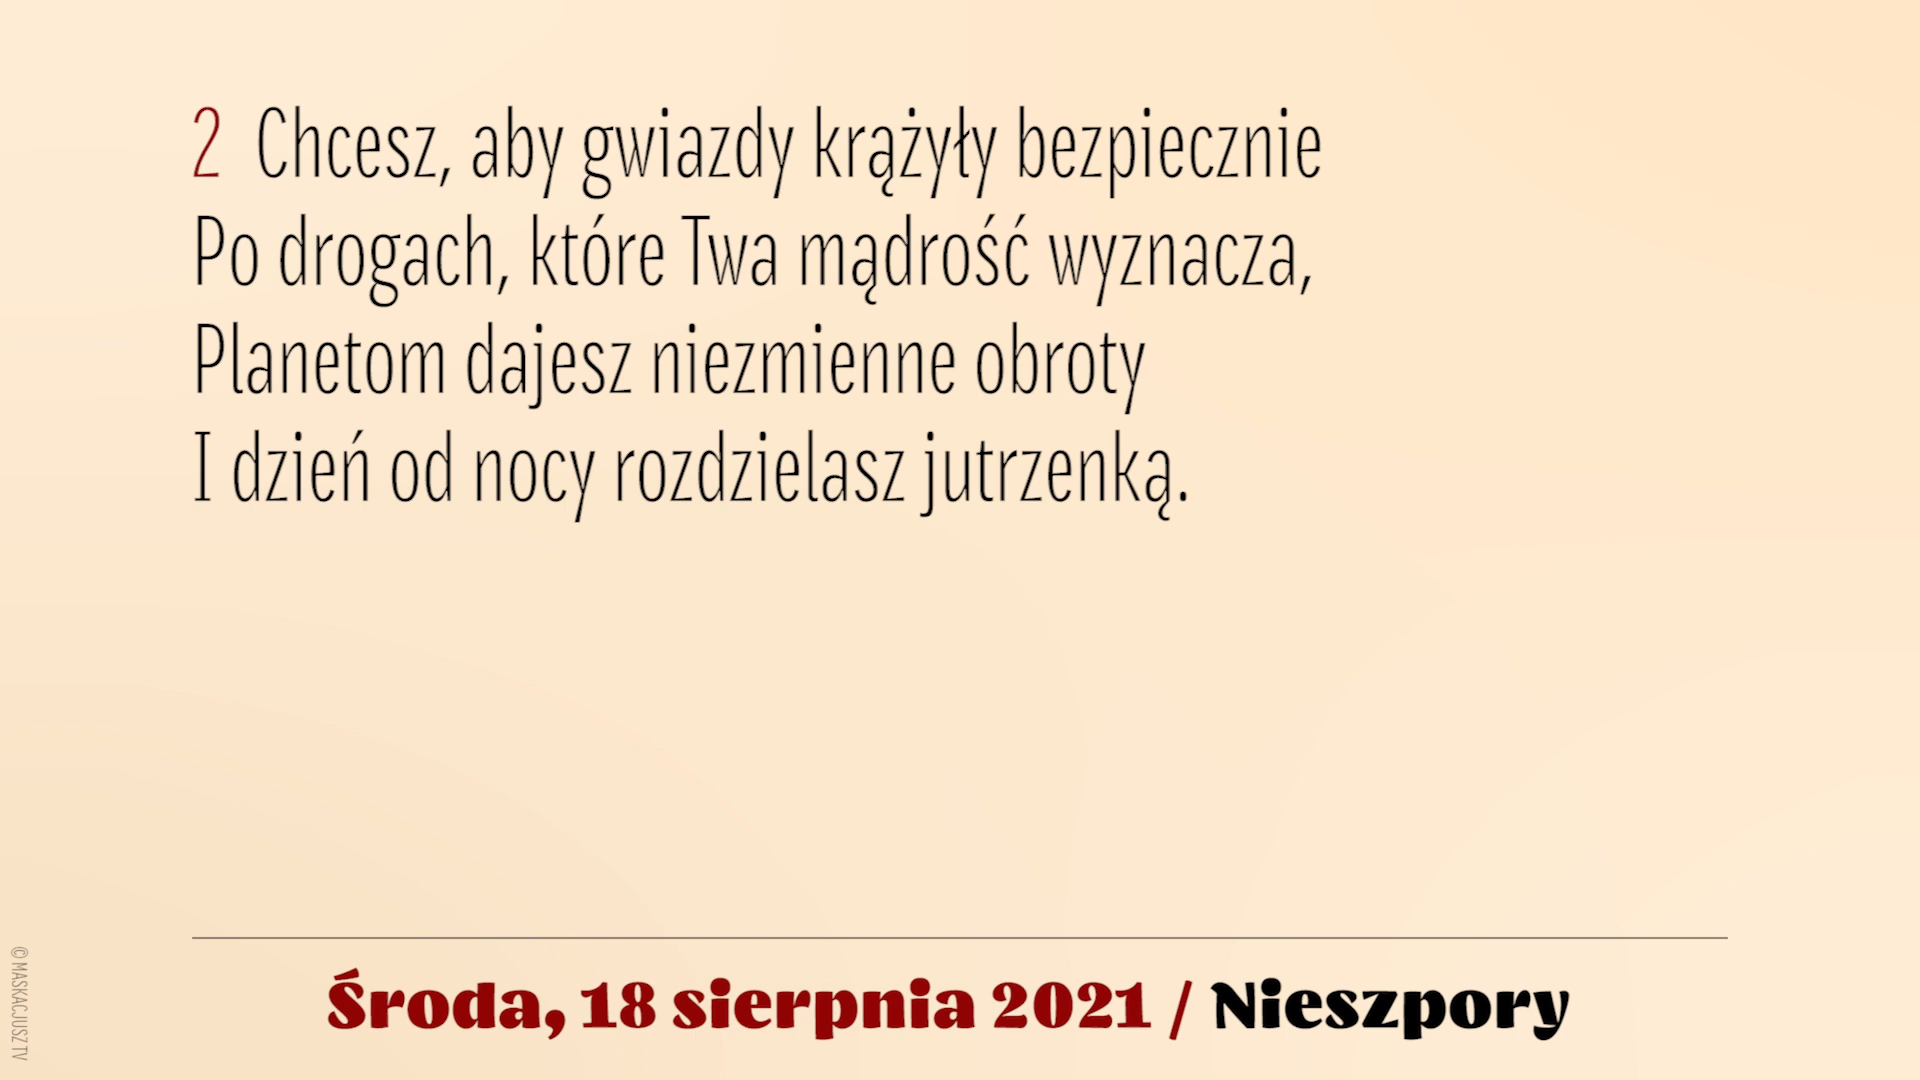 2 Chcesz, aby gwiazdy krążyły bezpiecznie
Po drogach, które Twa mądrość wyznacza,
Planetom dajesz niezmienne obroty
I dzień od nocy rozdzielasz jutrzenką.
Środa, 18 sierpnia 2021 / Nieszpory
© MASKACJUSZ TV